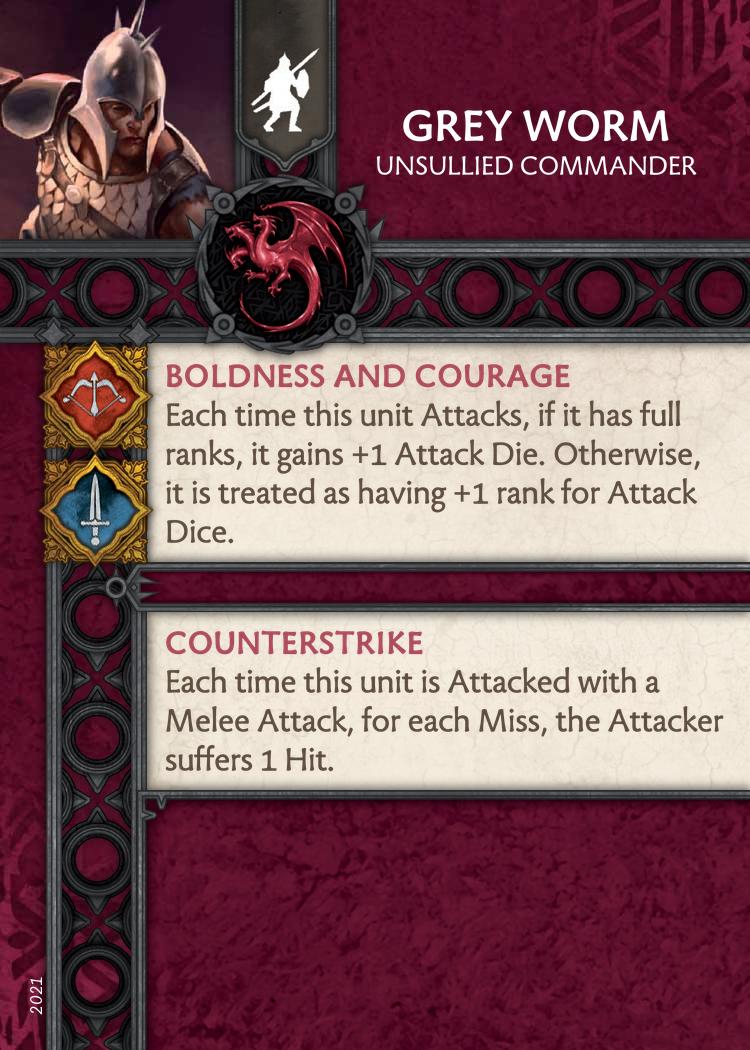 GREY WORM
UNSULLIED COMMANDER
BOLDNESS AND COURAGE
Each time this unit Attacks, if it has full
ranks, it gains +1 Attack Die. Otherwise,
it is treated as having +1 rank for Attack
Dice.
COUNTERSTRIKE
Each time this unit is Attacked with a
Melee Attack, for each Miss, the Attacker
suffers 1 Hit.
2021